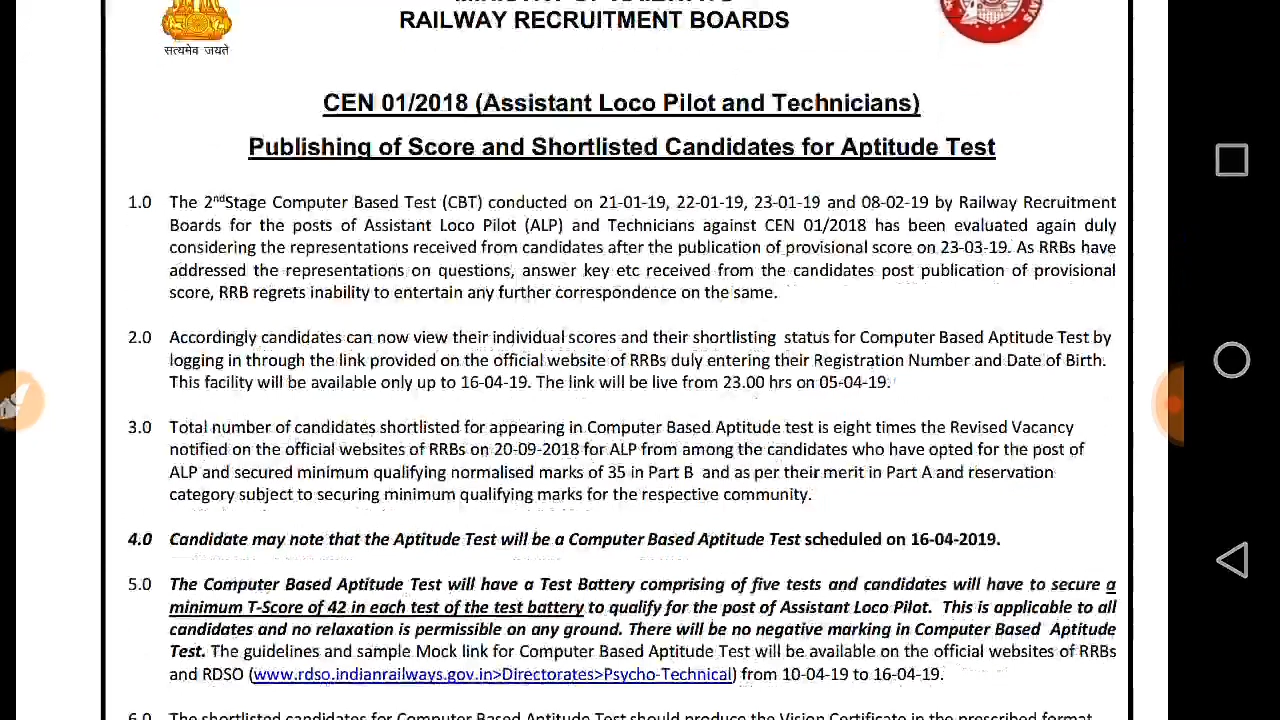 RAILWAY RECRUITMENT BOARDS
सत्यमेव जयते
CEN 01/2018 (Assistant Loco Pilot and Technicians)
Publishing of Score and Shortlisted Candidates for Aptitude Test
1.0 The 2ndStage Computer Based Test (CBT) conducted on 21-01-19, 22-01-19, 23-01-19 and 08-02-19 by Railway Recruitment
Boards for the posts of Assistant Loco Pilot (ALP) and Technicians against CEN 01/2018 has been evaluated again duly
considering the representations received from candidates after the publication of provisional score on 23-03-19. As RRBs have
addressed the representations on questions, answer key etc received from the candidates post publication of provisional
score, RRB regrets inability to entertain any further correspondence on the same.
2.0 Accordingly candidates can now view their individual scores and their shortlisting status for Computer Based Aptitude Test by
logging in through the link provided on the official website of RRBs duly entering their Registration Number and Date of Birth.
This facility will be available only up to 16-04-19. The link will be live from 23.00 hrs on 05-04-19.
3.0 Total number of candidates shortlisted for appearing in Computer Based Aptitude test is eight times the Revised Vacancy
notified on the official websites of RRBs on 20-09-2018 for ALP from among the candidates who have opted for the post of
ALP and secured minimum qualifying normalised marks of 35 in Part B and as per their merit in Part A and reservation
category subject to securing minimum qualifying marks for the respective community.
4.0 Candidate may note that the Aptitude Test will be a Computer Based Aptitude Test scheduled on 16-04-2019.
5.0 The Computer Based Aptitude Test will have a Test Battery comprising of five tests and candidates will have to secure a
minimum T-Score of 42 in each test of the test battery to qualify for the post of Assistant Loco Pilot. This is applicable to all
candidates and no relaxation is permissible on any ground. There will be no negative marking in Computer Based Aptitude
Test. The guidelines and sample Mock link for Computer Based Aptitude Test will be available on the official websites of RRBs
and RDSO (www.rdso.indianrailways.gov.in>Directorates>Psycho-Technical) from 10-04-19 to 16-04-19.
6.0 The shortlisted candidates for Computer Based Aptitude Test should produce the Vision Certificate in the prescribed format